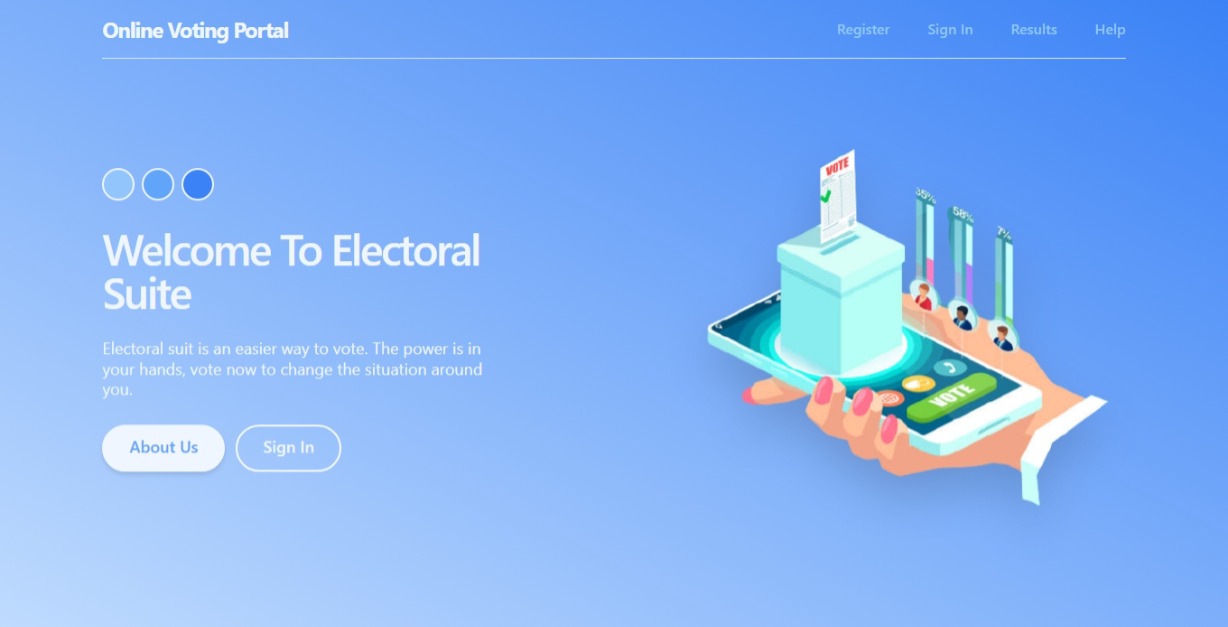 Online Voting Portal
Register Sign In Results Help
Welcome To Electoral
Suite
Electoral suit is an easier way to vote. The power is in
your hands, vote now to change the situation around
you.
About Us Sign In
VOTE
35%
58%
7%
VOTE